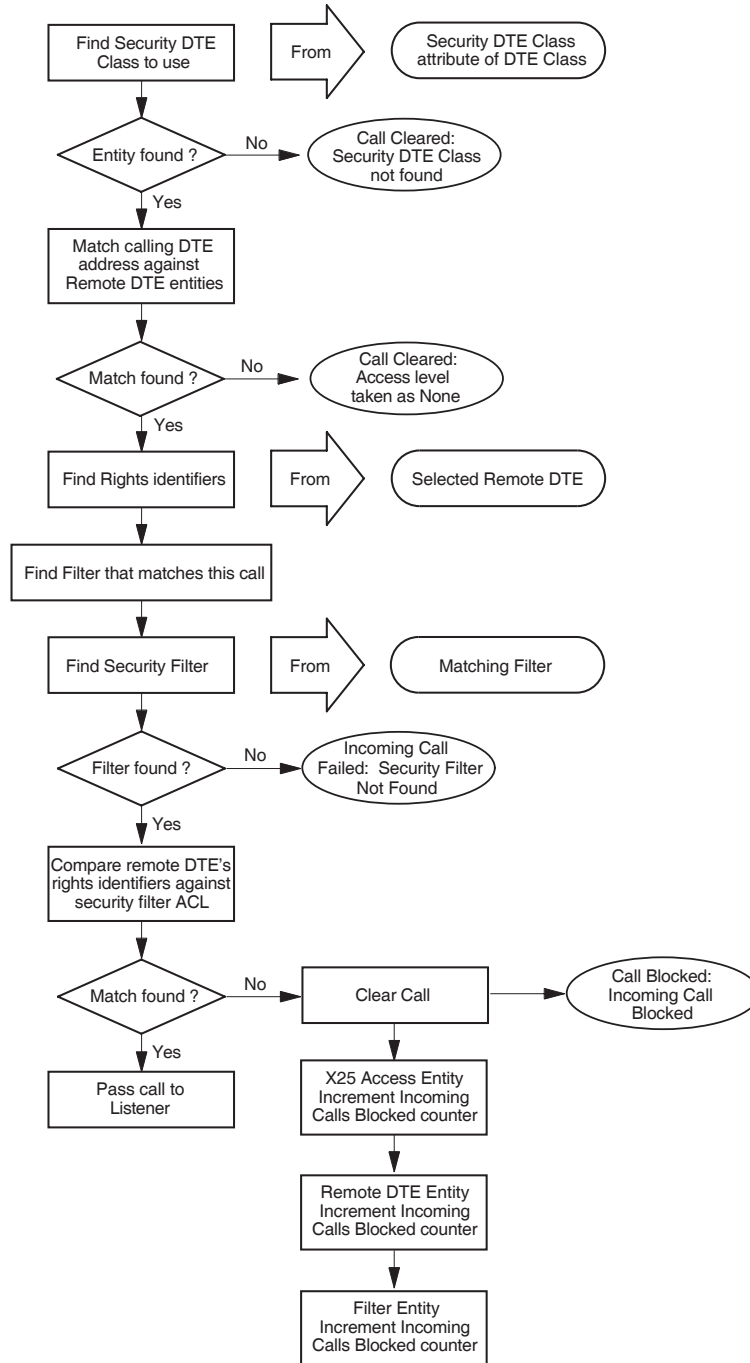 Find Security DTE
Class to use
From
Security DTE Class
attribute of DTE Class
Entity found ?
No
Call Cleared:
Security DTE Class
not found
Yes
Match calling DTE
address against
Remote DTE entities
Match found ?
No
Call Cleared:
Access level
taken as None
Yes
Find Rights identifiers
From
Selected Remote DTE
Find Filter that matches this call
Find Security Filter
From
Matching Filter
Filter found ?
No
Incoming Call
Failed: Security Filter
Not Found
Yes
Compare remote DTE's
rights identifiers against
security filter ACL
Match found ?
No
Clear Call
Call Blocked:
Incoming Call
Blocked
Yes
Pass call to
Listener
X25 Access Entity
Increment Incoming
Calls Blocked counter
Remote DTE Entity
Increment Incoming
Calls Blocked counter
Filter Entity
Increment Incoming
Calls Blocked counter